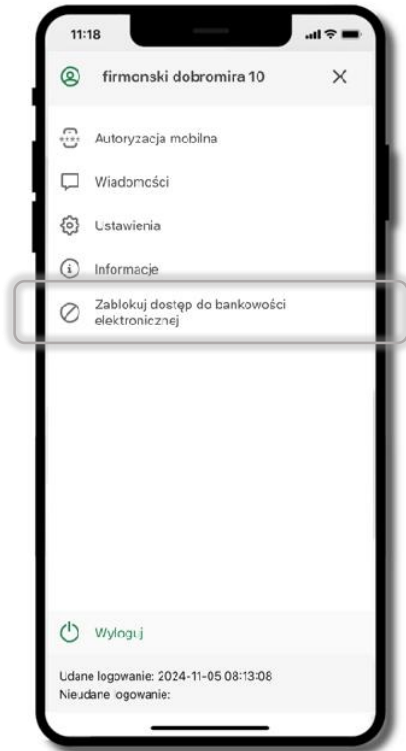 11:18
firmonski dobromira 10
Autoryzacja mobilna
Wiadomości
Ustawienia
Informacje
Zablokuj dostęp do bankowości
elektronicznej
Wyloguj
Udane logowanie: 2024-11-05 08:13:08
Nieudane logowanie: